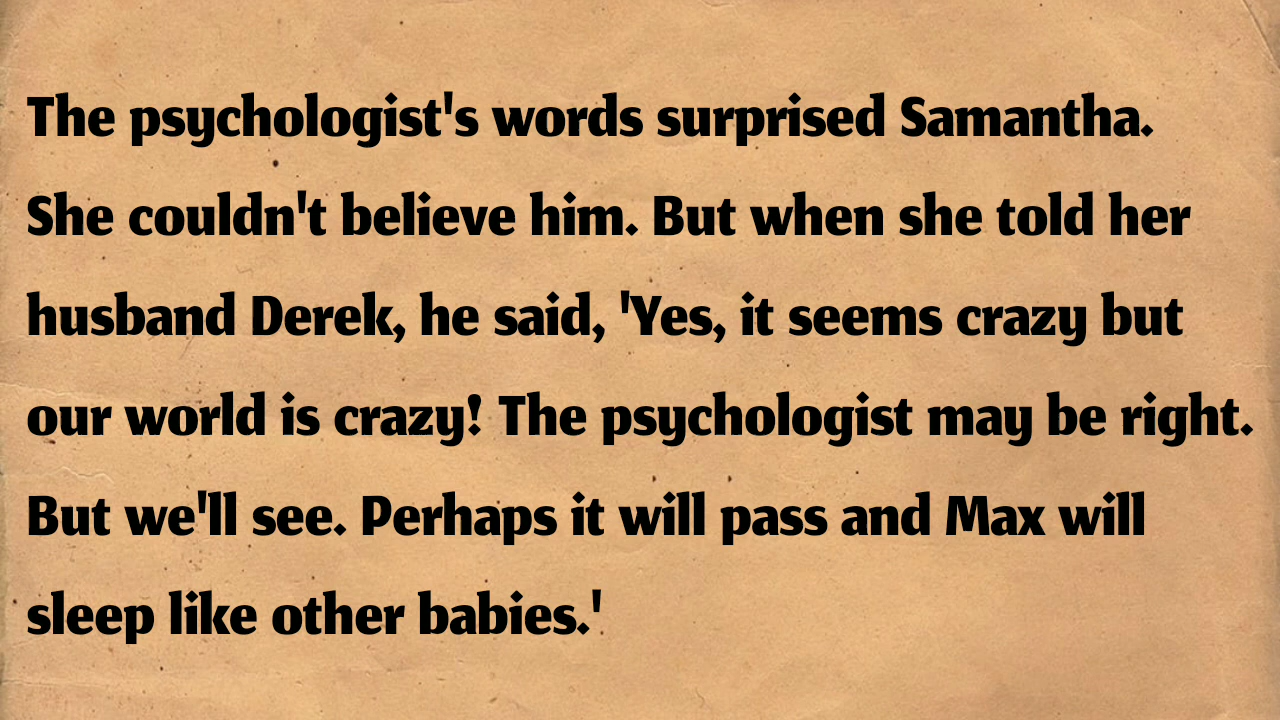 The psychologist's words surprised Samantha.
She couldn't believe him. But when she told her
husband Derek, he said, 'Yes, it seems crazy but
our world is crazy! The psychologist may be right.
But we'll see. Perhaps it will pass and Max will
sleep like other babies.'